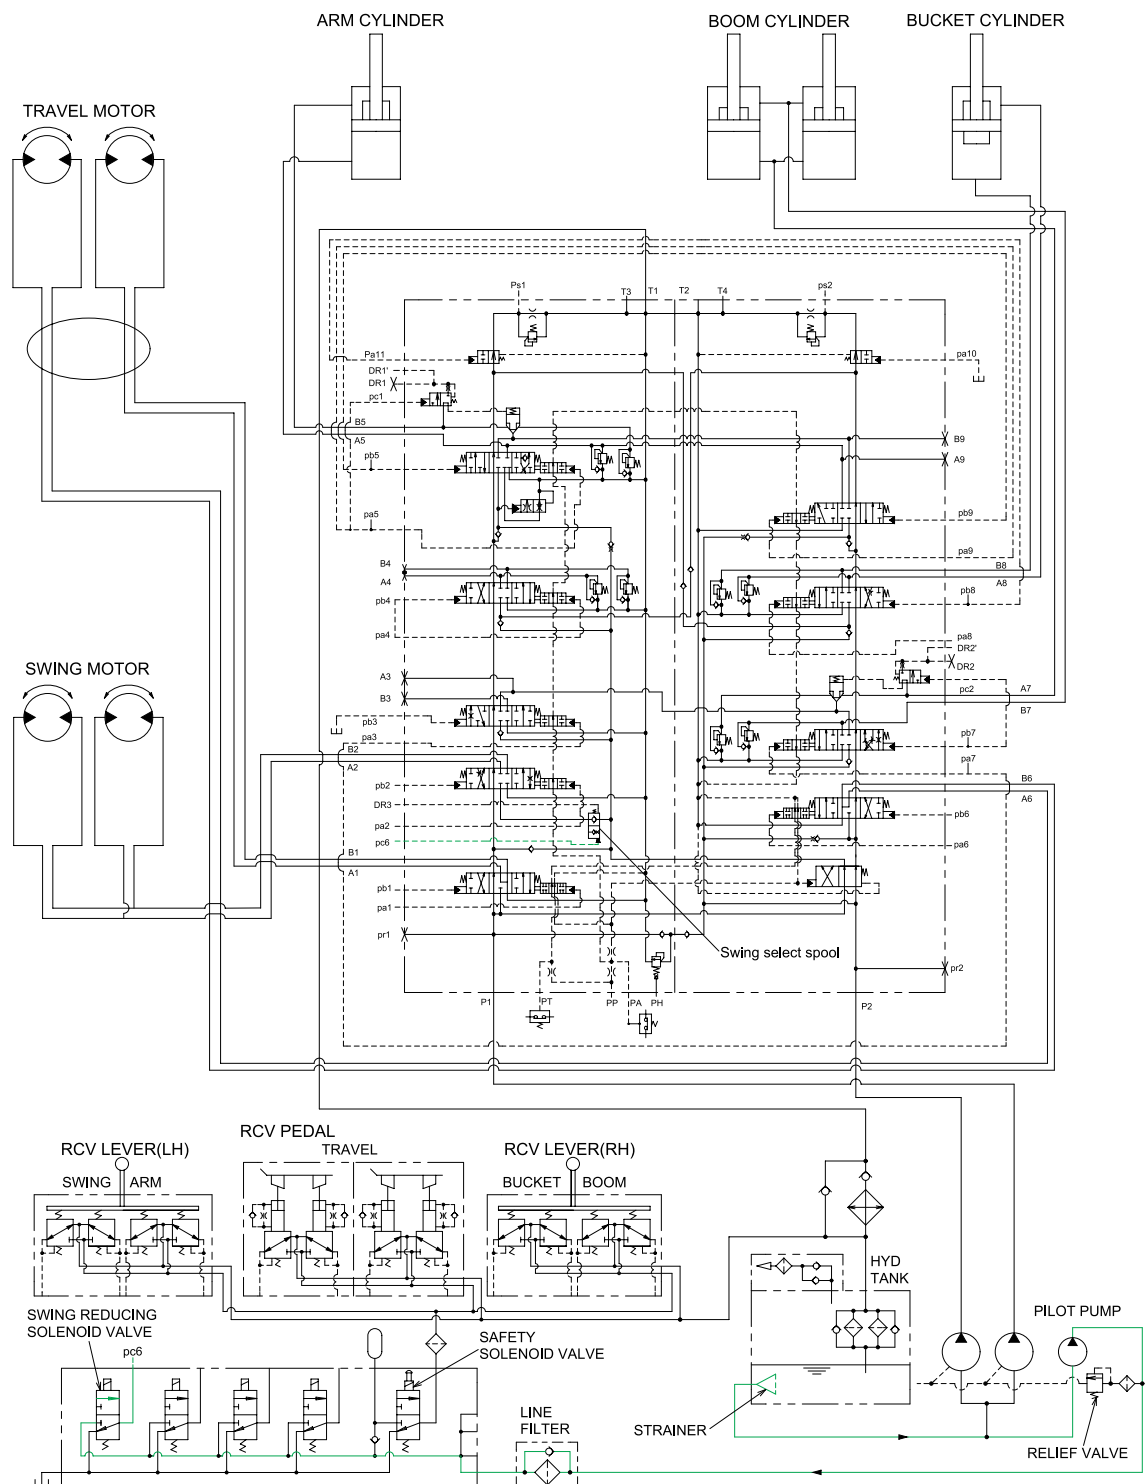 ARM CYLINDER
BOOM CYLINDER
BUCKET CYLINDER
TRAVEL MOTOR
Ps1
T3
T1
T2
T4
ps2
Pa11
pa10
DR1'
DR1
pc1
B5
A5
B9
A9
pb5
pa5
pb9
pa9
B4
A4
B8
A8
pb4
pb8
pa4
pa8
DR2'
DR2
SWING MOTOR
A3
B3
pc2
A7
B7
pb3
pa3
pb7
pa7
B2
A2
B6
A6
pb2
DR3
pa2
pb6
pc6
pa6
B1
A1
pb1
pa1
pr1
Swing select spool
pr2
P1
PT
PP
PA
PH
P2
RCV LEVER(LH)
SWING
ARM
RCV PEDAL
TRAVEL
RCV LEVER(RH)
BUCKET
BOOM
HYD
TANK
SWING REDUCING
SOLENOID VALVE
pc6
SAFETY
SOLENOID VALVE
PILOT PUMP
LINE
FILTER
STRAINER
RELIEF VALVE